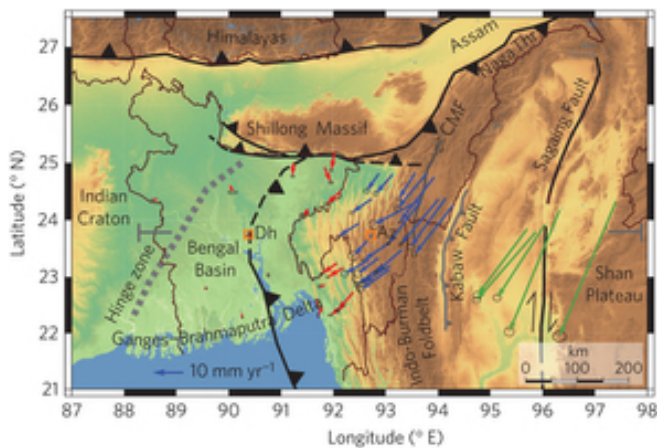 27
26
25
24
23
22
21
Latitude (° N)
Himalayas
Assam
Naga Thr
CMF
Shillong Massif
Sagaing Fault
Indian
Craton
Hinge zone
Dh
Bengal
Basin
Kabaw Fault
Shan
Plateau
Indo-Burman
Foldbelt
Ganges-Brahmaputra Delta
10 mm yr⁻¹
km
0 100 200
87 88 89 90 91 92 93 94 95 96 97 98
Longitude (° E)